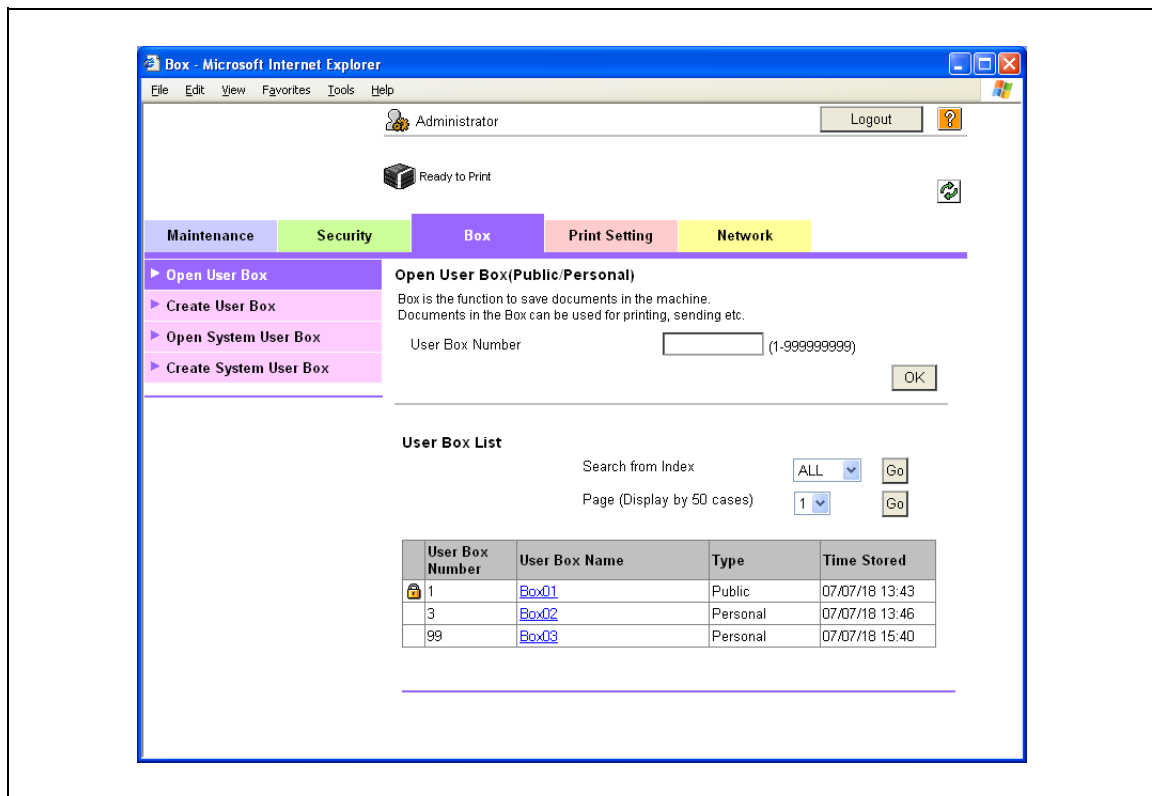 Box - Microsoft Internet Explorer
File Edit View Favorites Tools Help
Administrator Logout ?
Ready to Print
Maintenance Security Box Print Setting Network
Open User Box
Create User Box
Open System User Box
Create System User Box
Open User Box(Public/Personal)
Box is the function to save documents in the machine.
Documents in the Box can be used for printing, sending etc.
User Box Number (1-999999999)
OK
User Box List
Search from Index ALL Go
Page (Display by 50 cases) 1 Go
User Box Number User Box Name Type Time Stored
1 Box01 Public 07/07/18 13:43
3 Box02 Personal 07/07/18 13:46
99 Box03 Personal 07/07/18 15:40